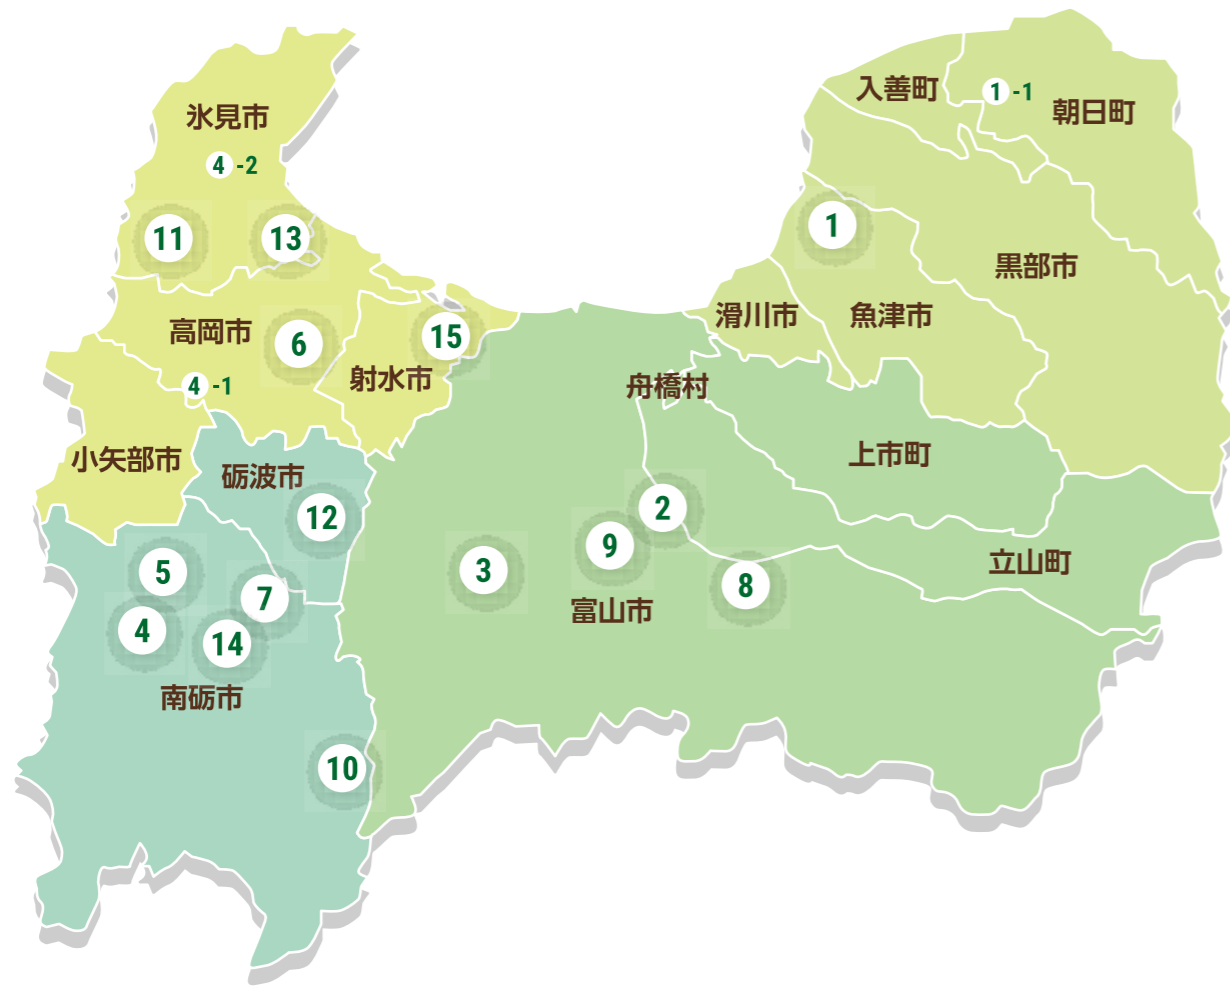 入善町
1 -1
朝日町
氷見市
4 -2
11
13
1
黒部市
高岡市
6
15
滑川市
魚津市
射水市
4 -1
舟橋村
小矢部市
砺波市
上市町
12
2
9
3
5
8
立山町
7
4
14
富山市
南砺市
10